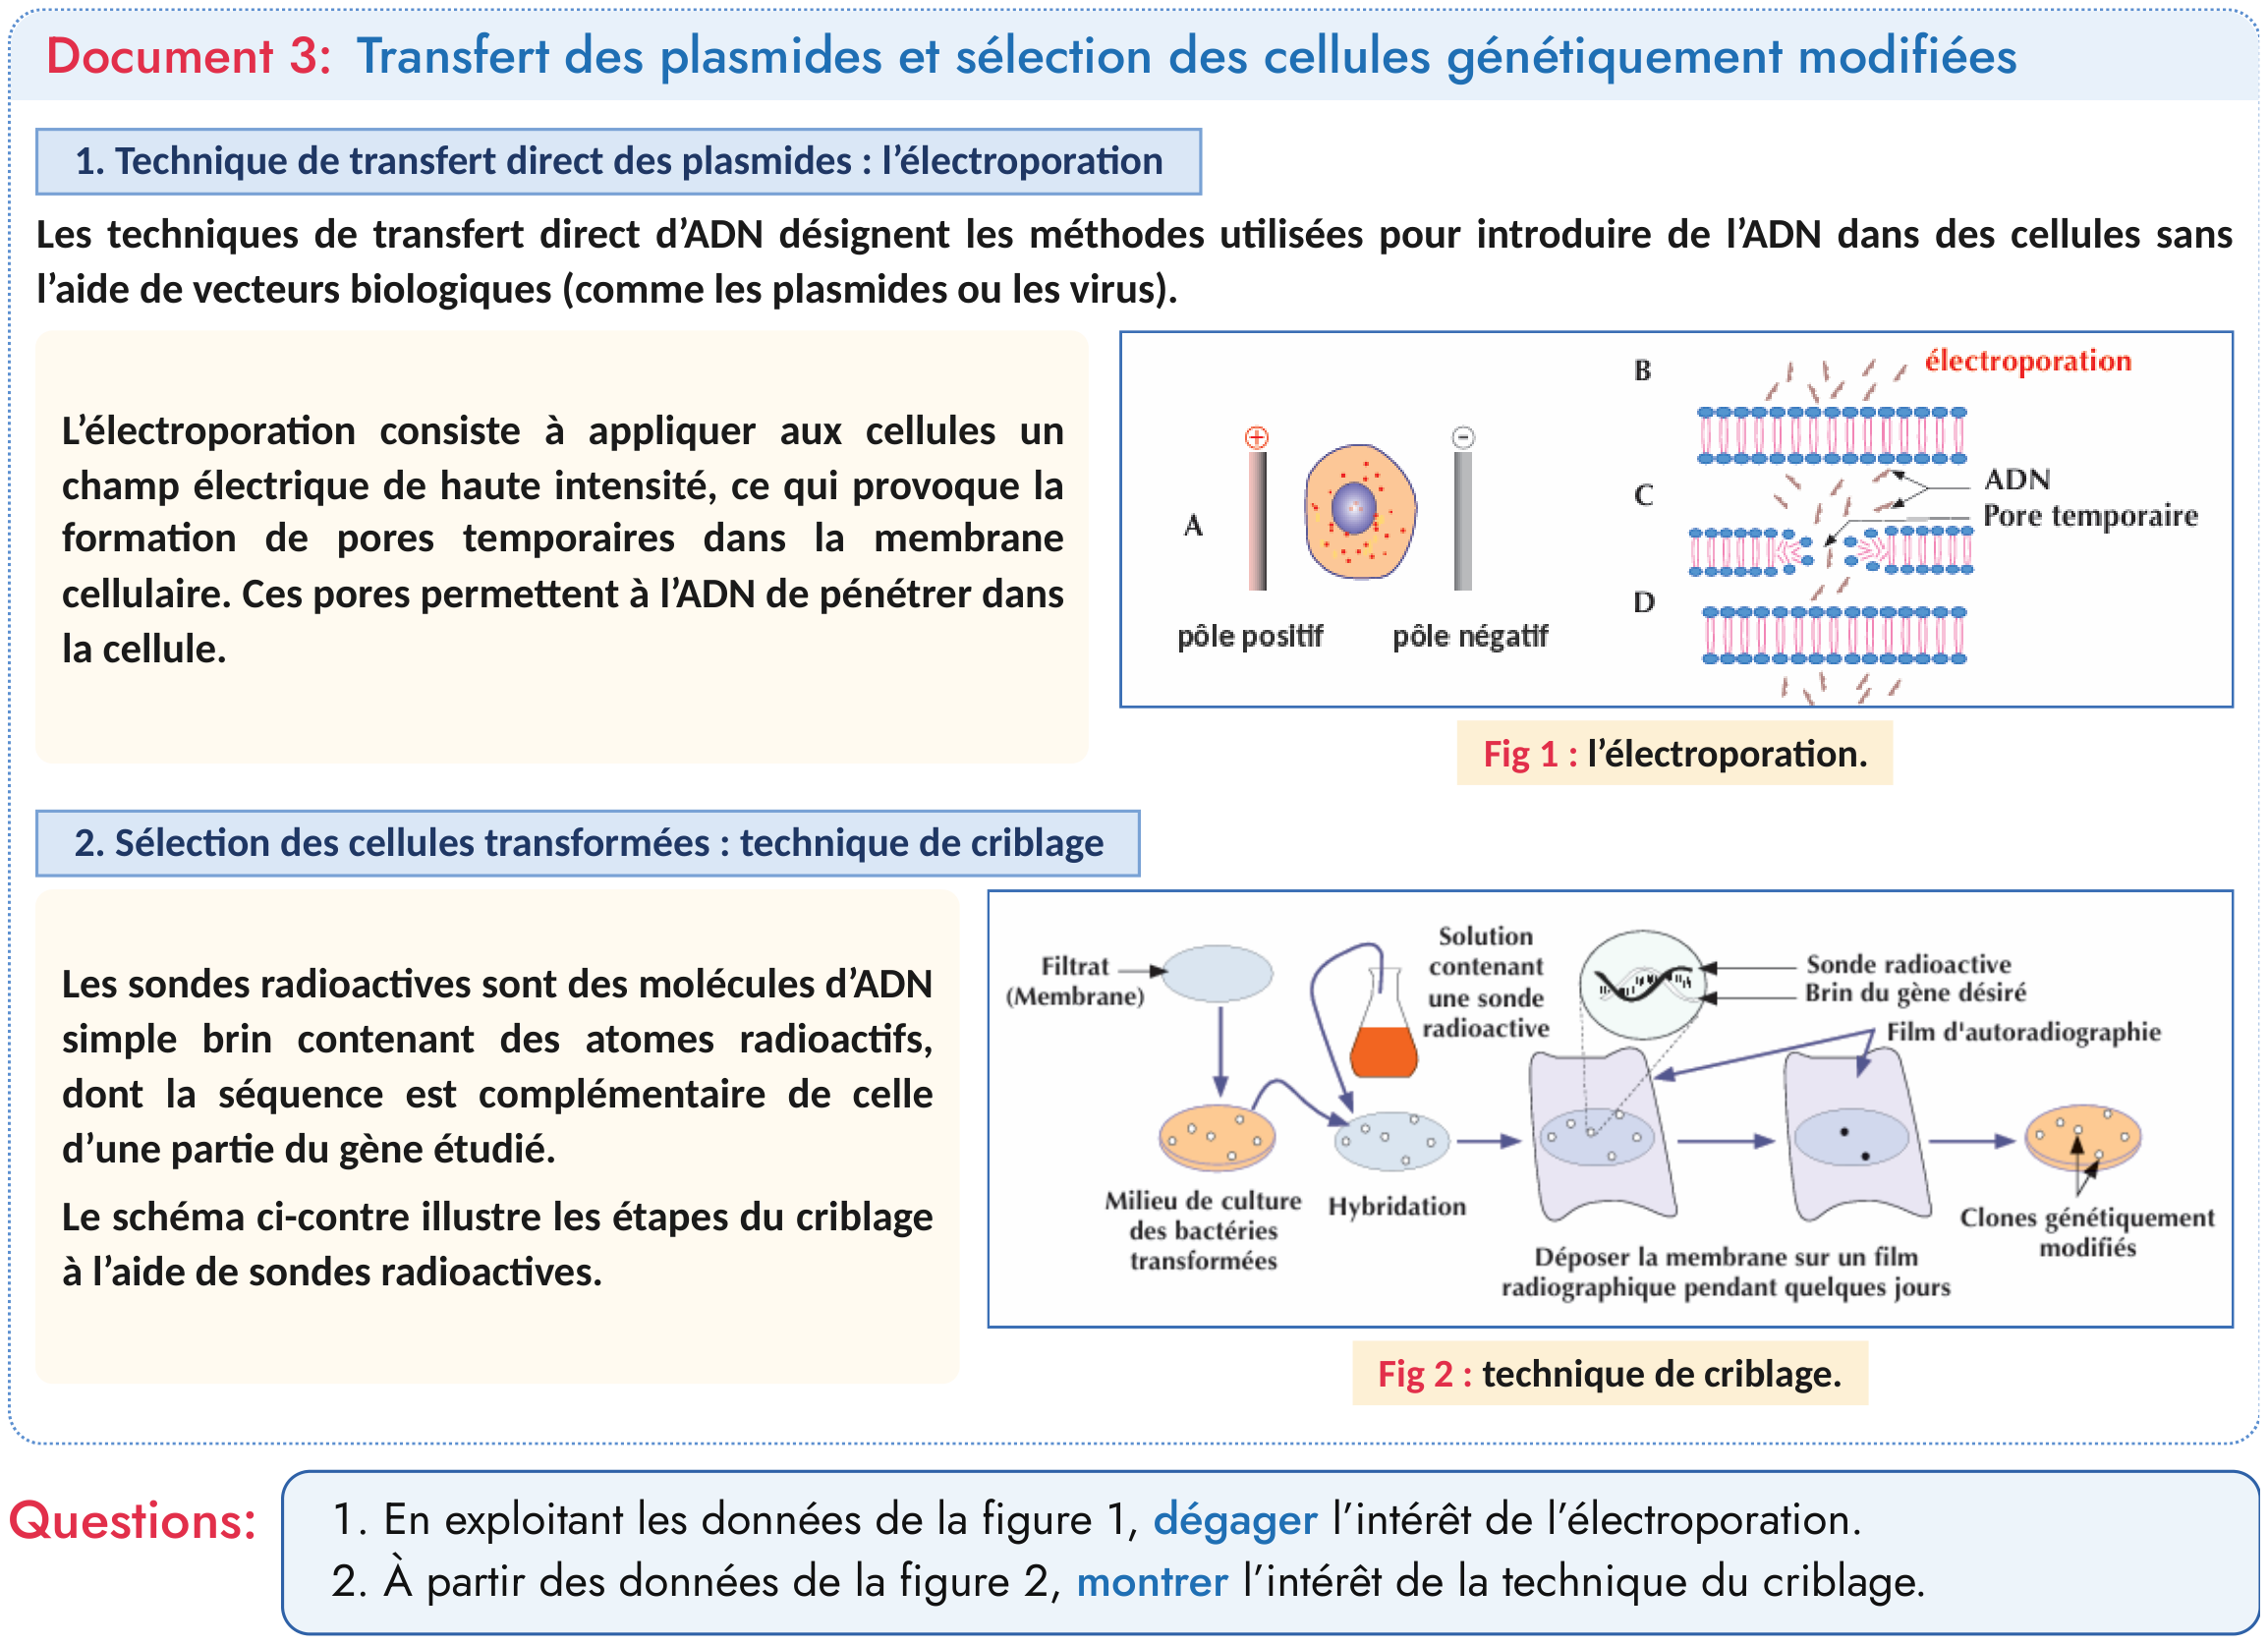 Document 3: Transfert des plasmides et sélection des cellules génétiquement modifiées
1. Technique de transfert direct des plasmides : l’électroporation
Les techniques de transfert direct d’ADN désignent les méthodes utilisées pour introduire de l’ADN dans des cellules sans
l’aide de vecteurs biologiques (comme les plasmides ou les virus).
L’électroporation consiste à appliquer aux cellules un
champ électrique de haute intensité, ce qui provoque la
formation de pores temporaires dans la membrane
cellulaire. Ces pores permettent à l’ADN de pénétrer dans
la cellule.
A
+
-
pôle positif
pôle négatif
B
électroporation
C
ADN
Pore temporaire
D
Fig 1 : l’électroporation.
2. Sélection des cellules transformées : technique de criblage
Les sondes radioactives sont des molécules d’ADN
simple brin contenant des atomes radioactifs,
dont la séquence est complémentaire de celle
d’une partie du gène étudié.
Le schéma ci-contre illustre les étapes du criblage
à l’aide de sondes radioactives.
Filtrat
(Membrane)
Solution
contenant
une sonde
radioactive
Sonde radioactive
Brin du gène désiré
Film d'autoradiographie
Milieu de culture
des bactéries
transformées
Hybridation
Déposer la membrane sur un film
radiographique pendant quelques jours
Clones génétiquement
modifiés
Fig 2 : technique de criblage.
Questions:
1. En exploitant les données de la figure 1, dégager l’intérêt de l’électroporation.
2. À partir des données de la figure 2, montrer l’intérêt de la technique du criblage.